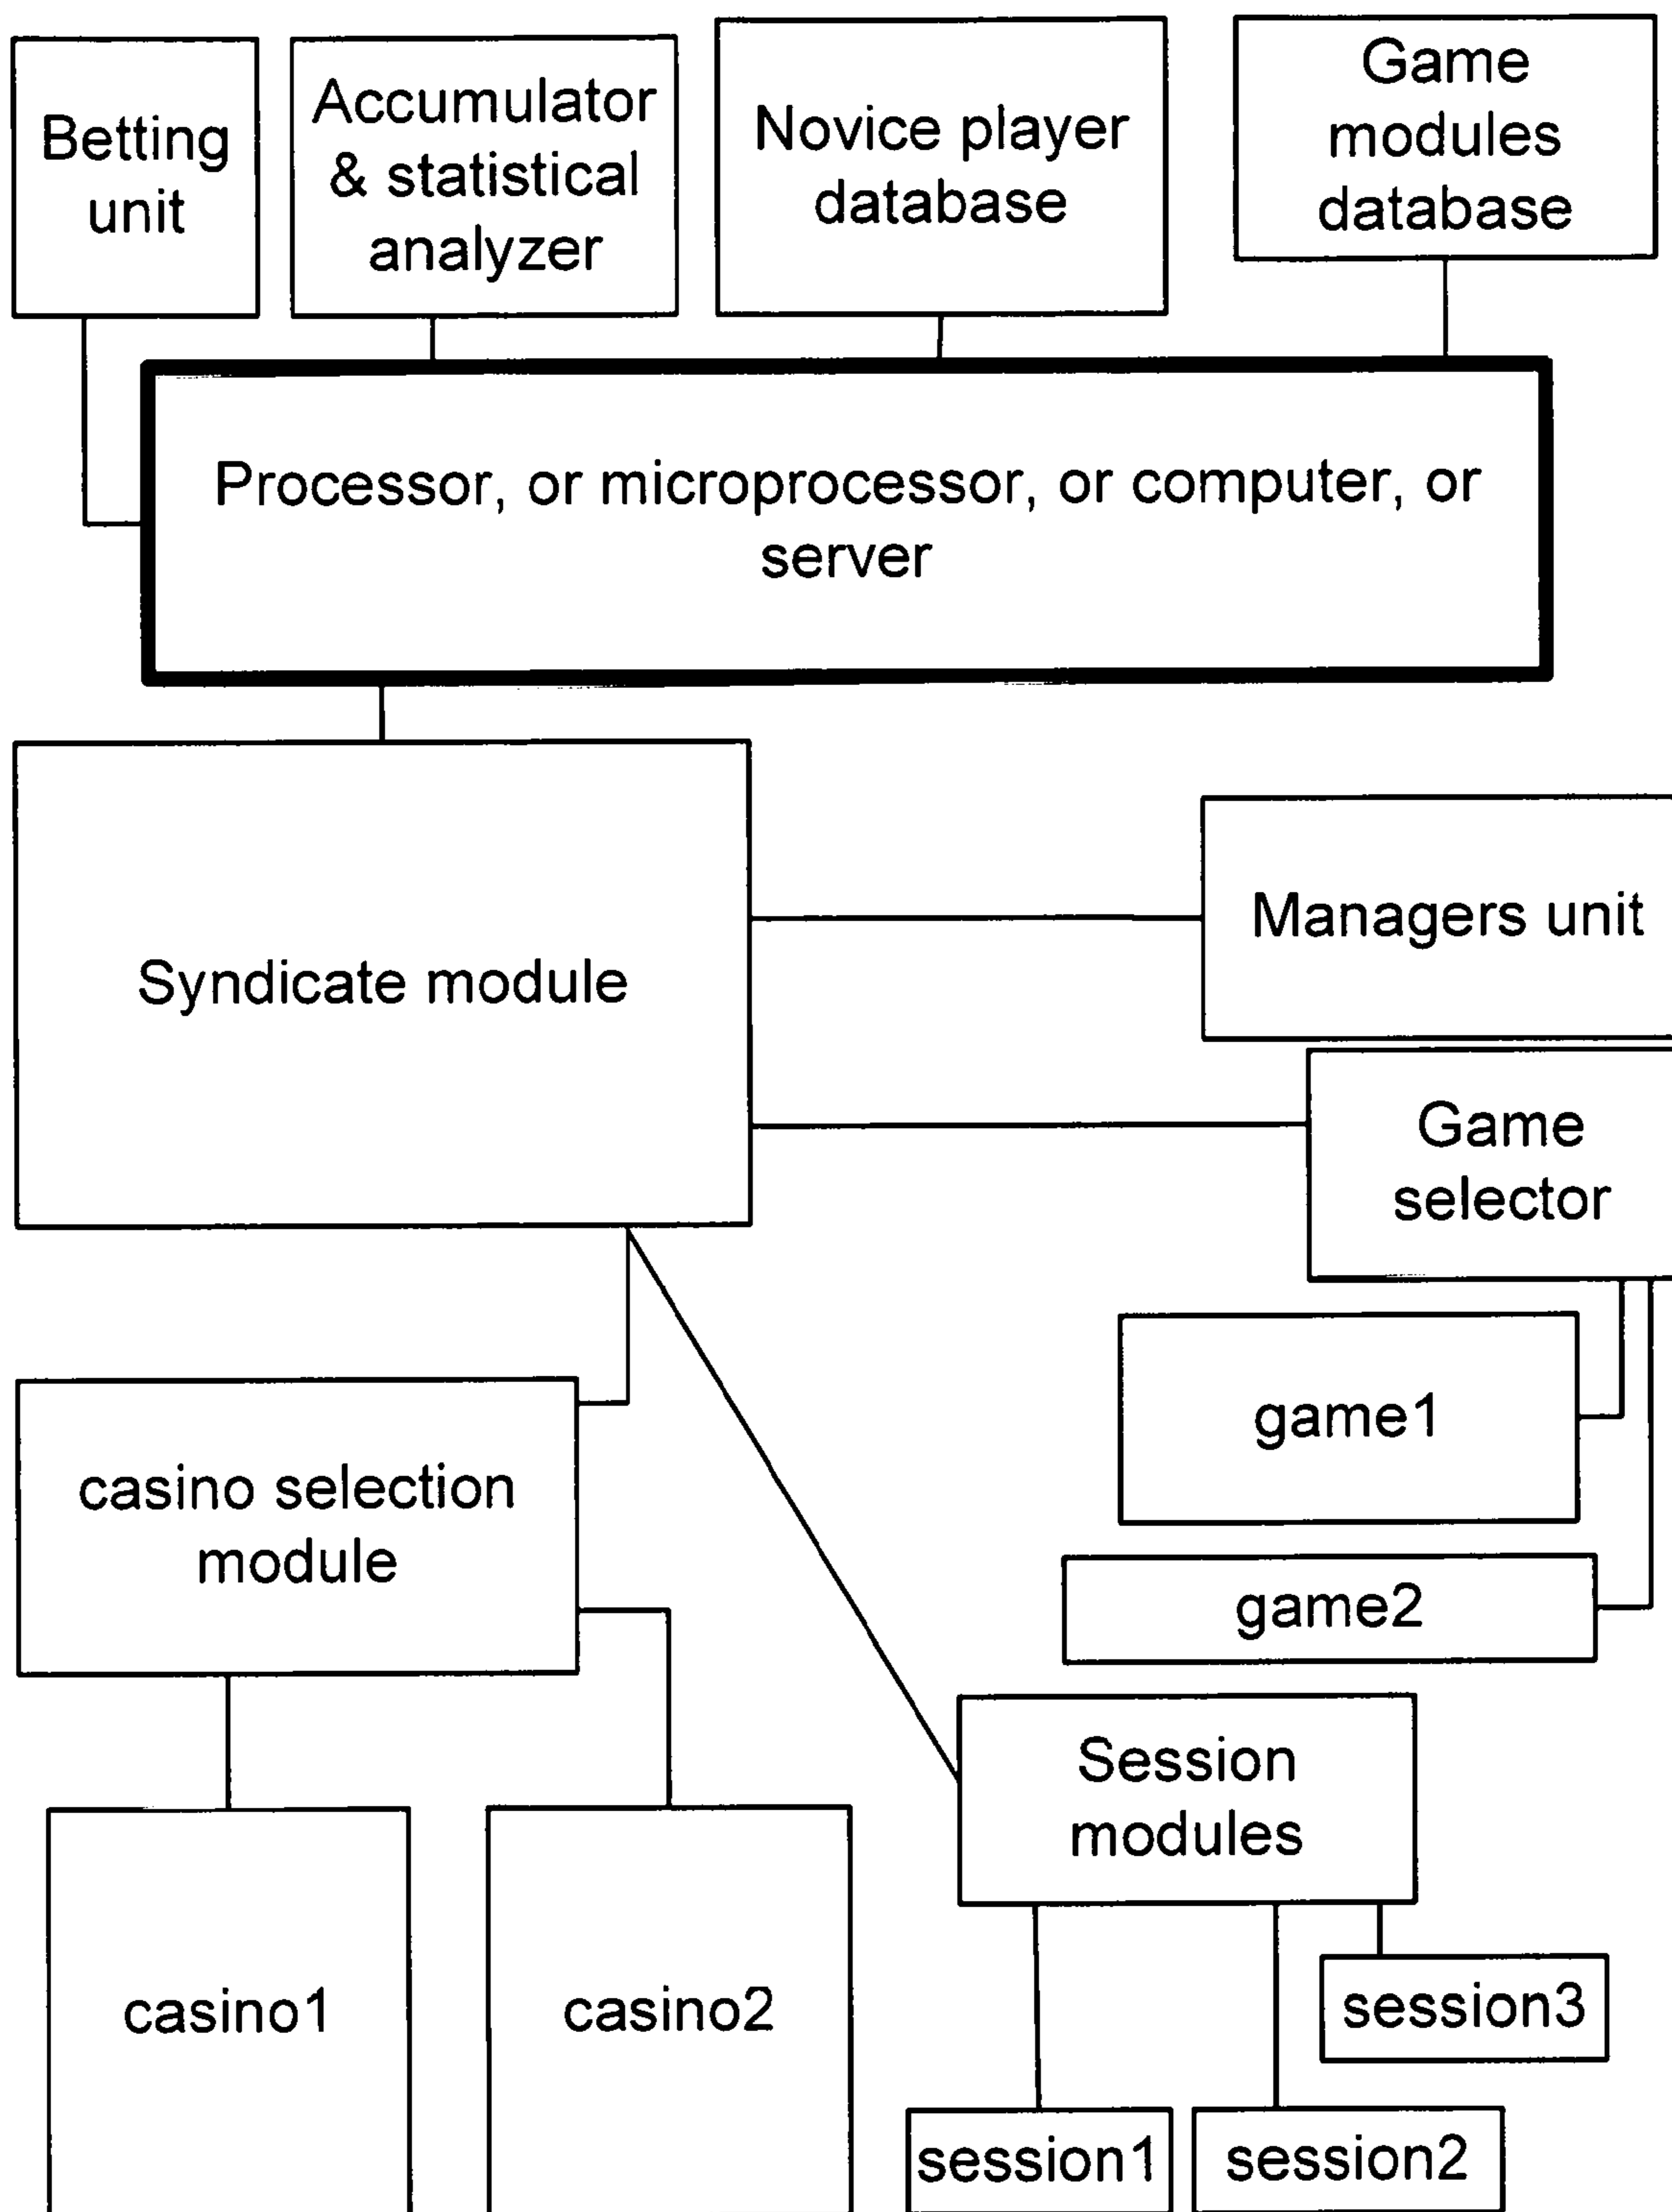 Betting
unit
Accumulator
& statistical
analyzer
Novice player
database
Game
modules
database
Processor, or microprocessor, or computer, or
server
Syndicate module
Managers unit
Game
selector
game1
game2
casino selection
module
Session
modules
casino1
casino2
session3
session1
session2